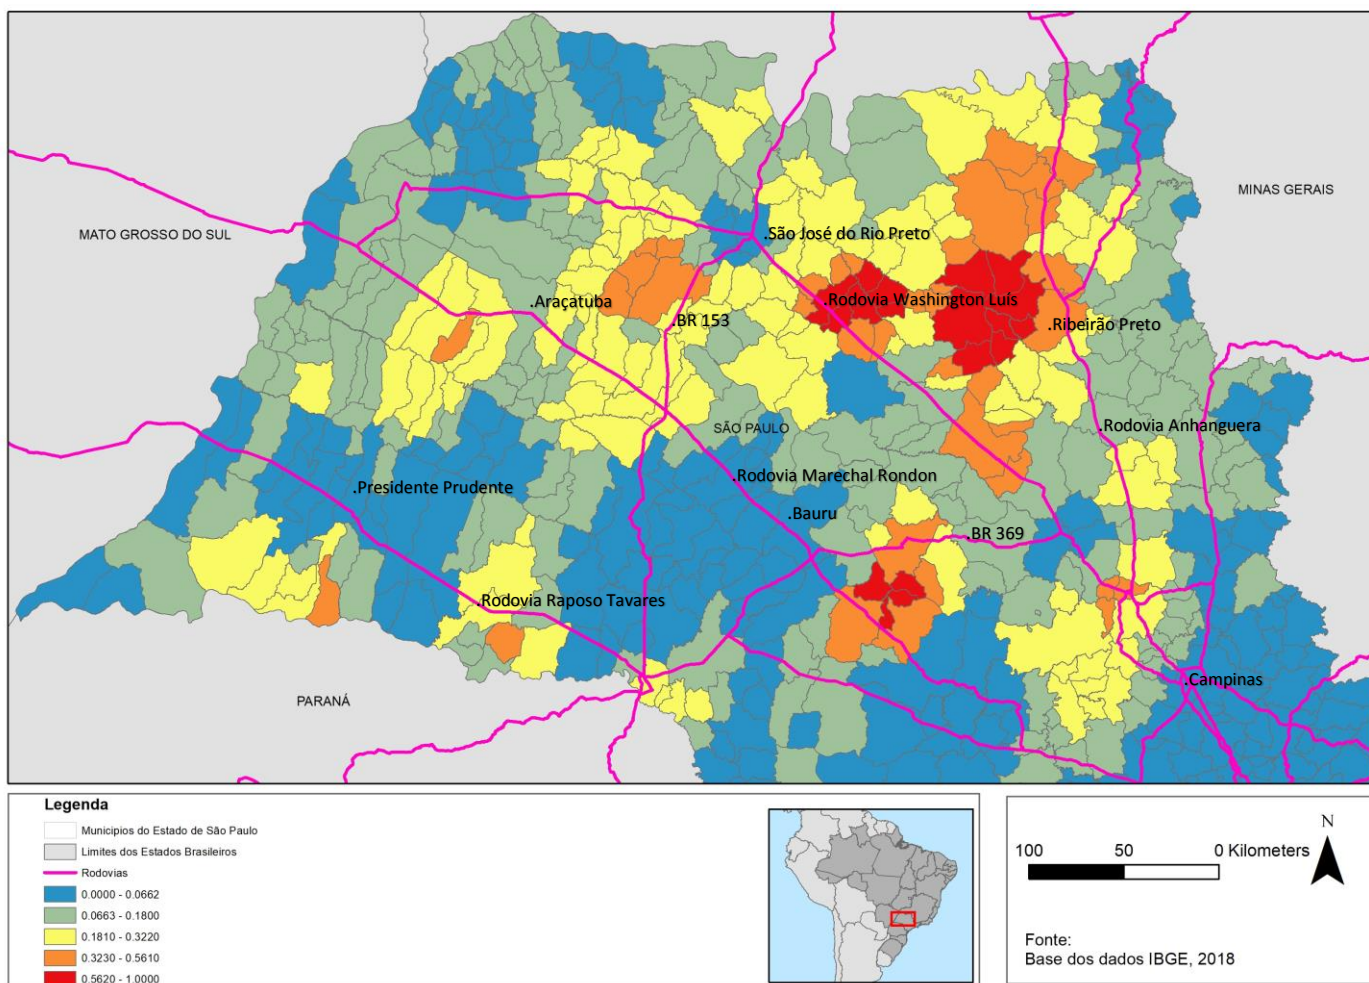 MINAS GERAIS
MATO GROSSO DO SUL
.São José do Rio Preto
.Araçatuba
.Rodovia Washington Luís
.BR 153
.Ribeirão Preto
SÃO PAULO
.Rodovia Anhanguera
.Rodovia Marechal Rondon
.Presidente Prudente
.Bauru
.BR 369
.Rodovia Raposo Tavares
.Campinas
PARANÁ
Legenda
Municipios do Estado de São Paulo
Limites dos Estados Brasileiros
Rodovias
0.0000 - 0.0662
0.0663 - 0.1800
0.1810 - 0.3220
0.3230 - 0.5610
0.5620 - 1.0000
N
100 50 0 Kilometers
Fonte:
Base dos dados IBGE, 2018